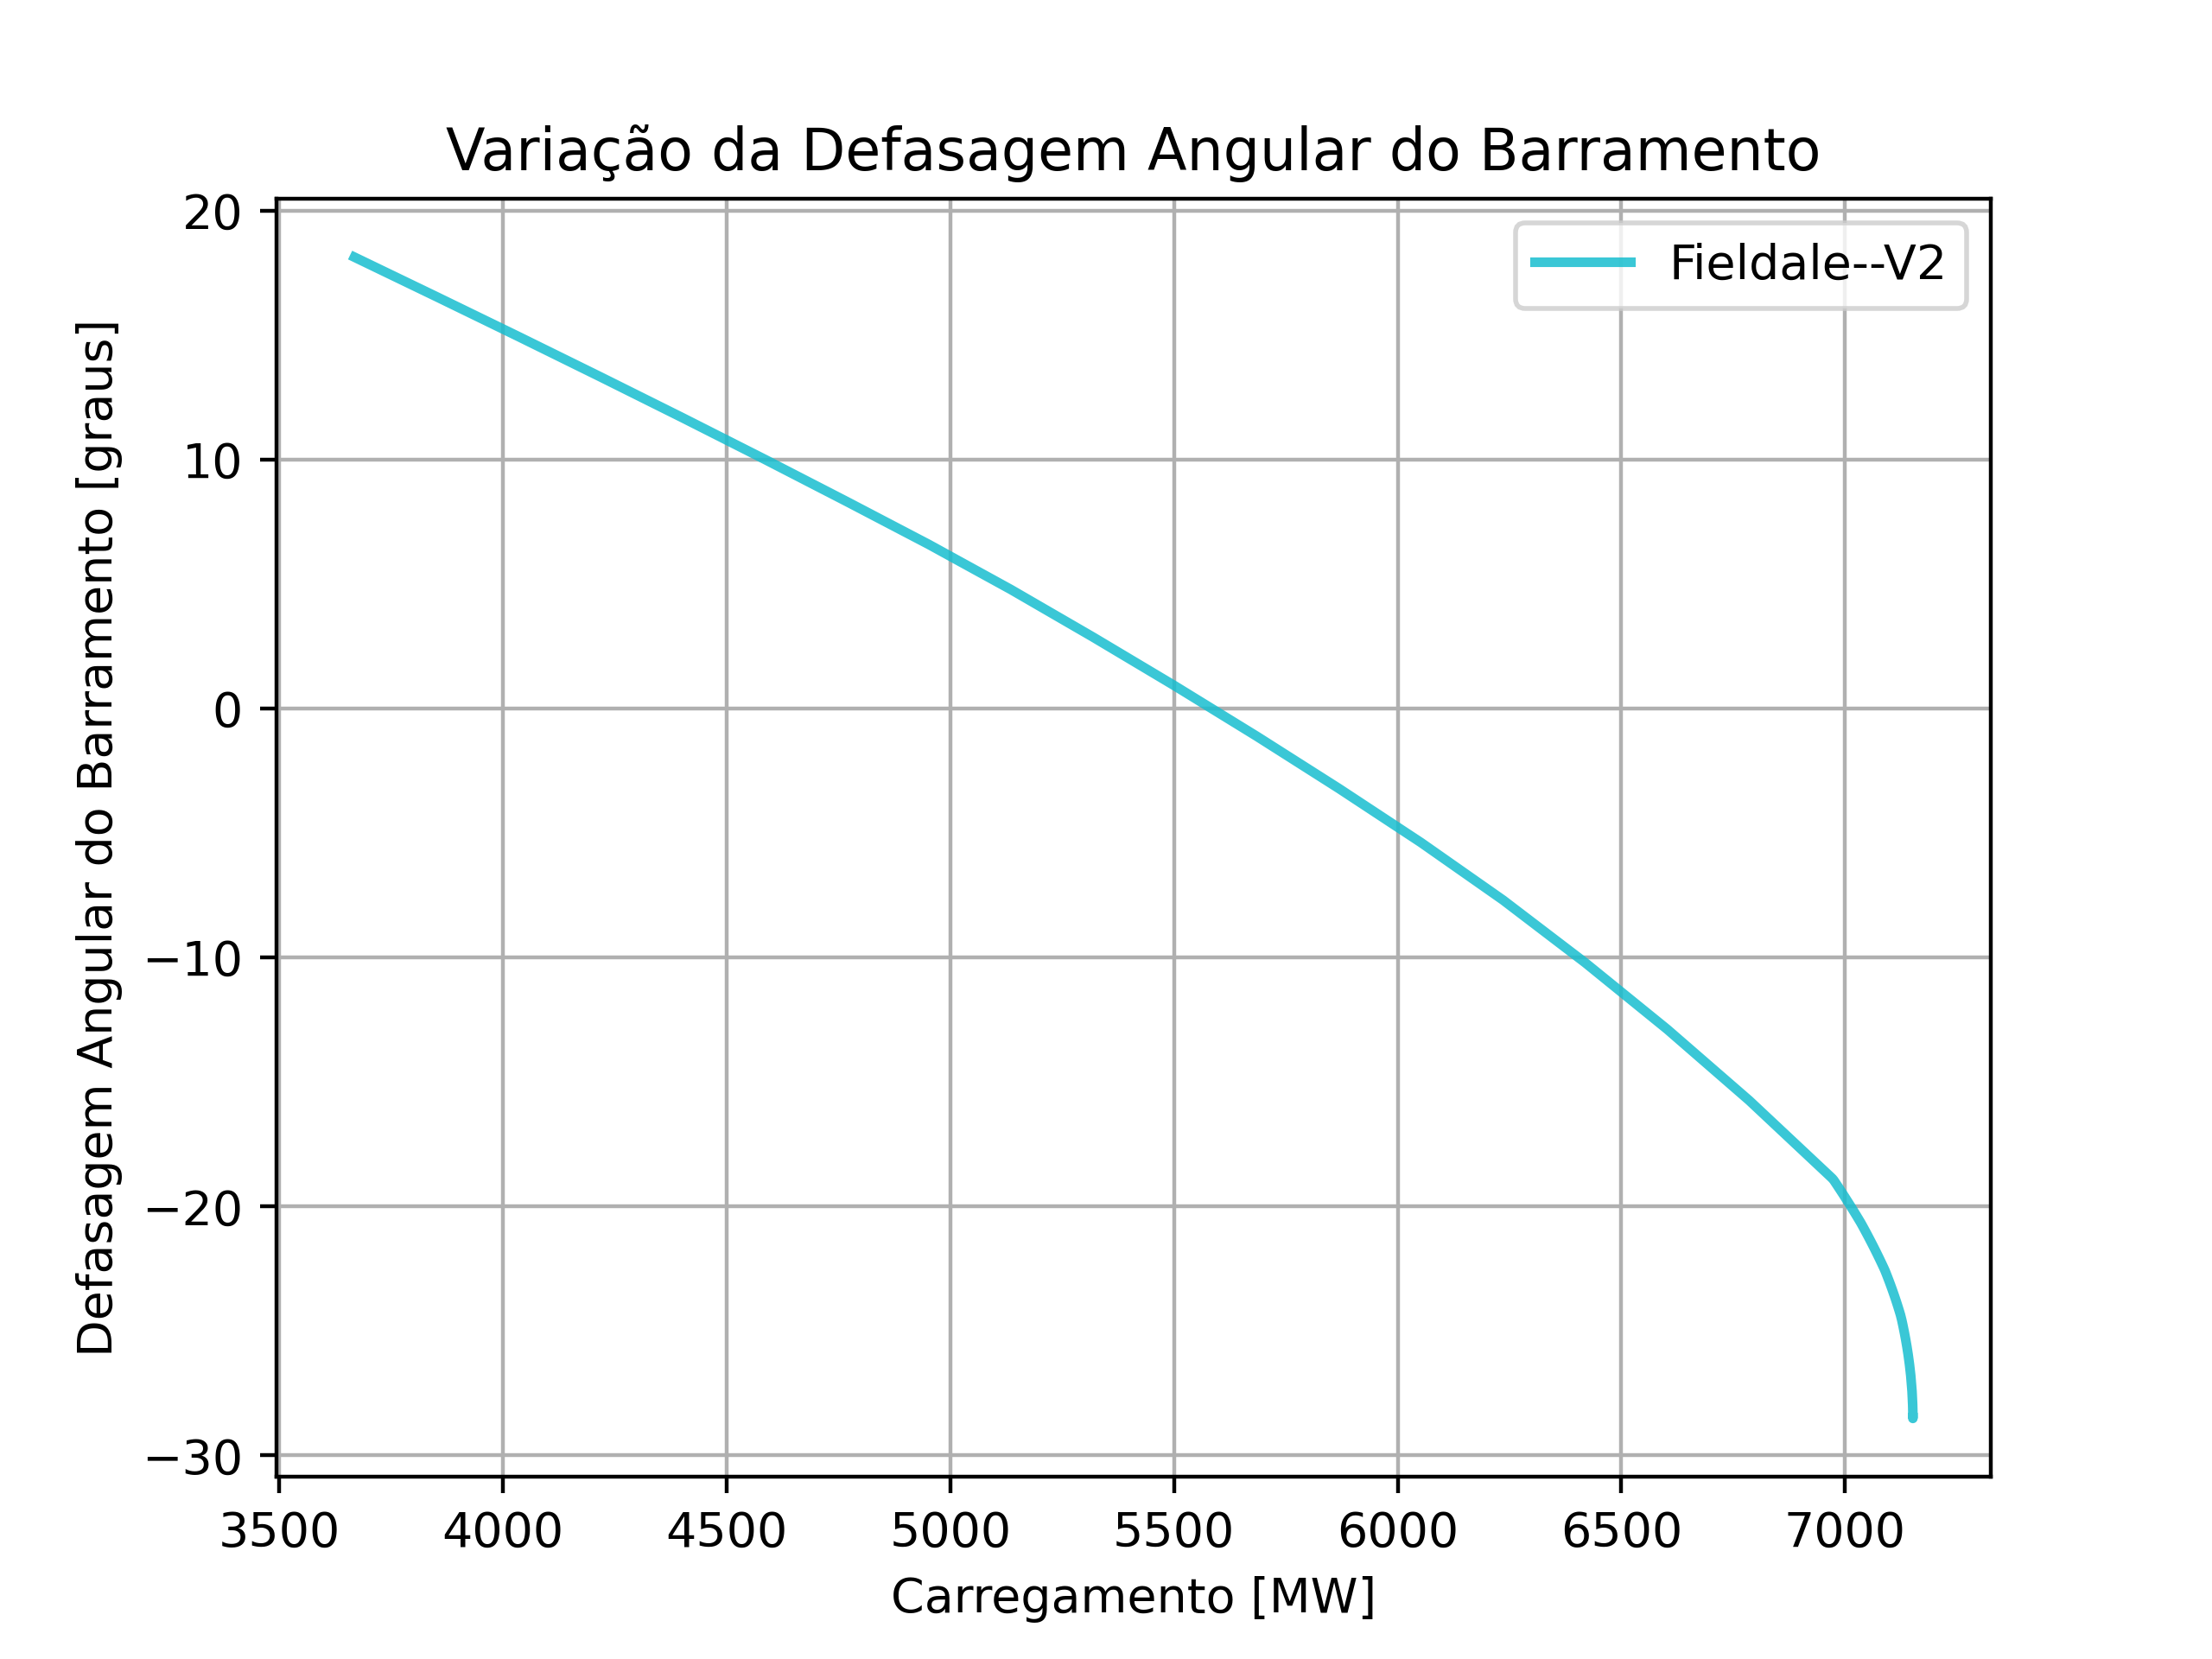 Variação da Defasagem Angular do Barramento
Fieldale--V2
Defasagem Angular do Barramento [graus]
20
10
0
−10
−20
−30
3500 4000 4500 5000 5500 6000 6500 7000
Carregamento [MW]